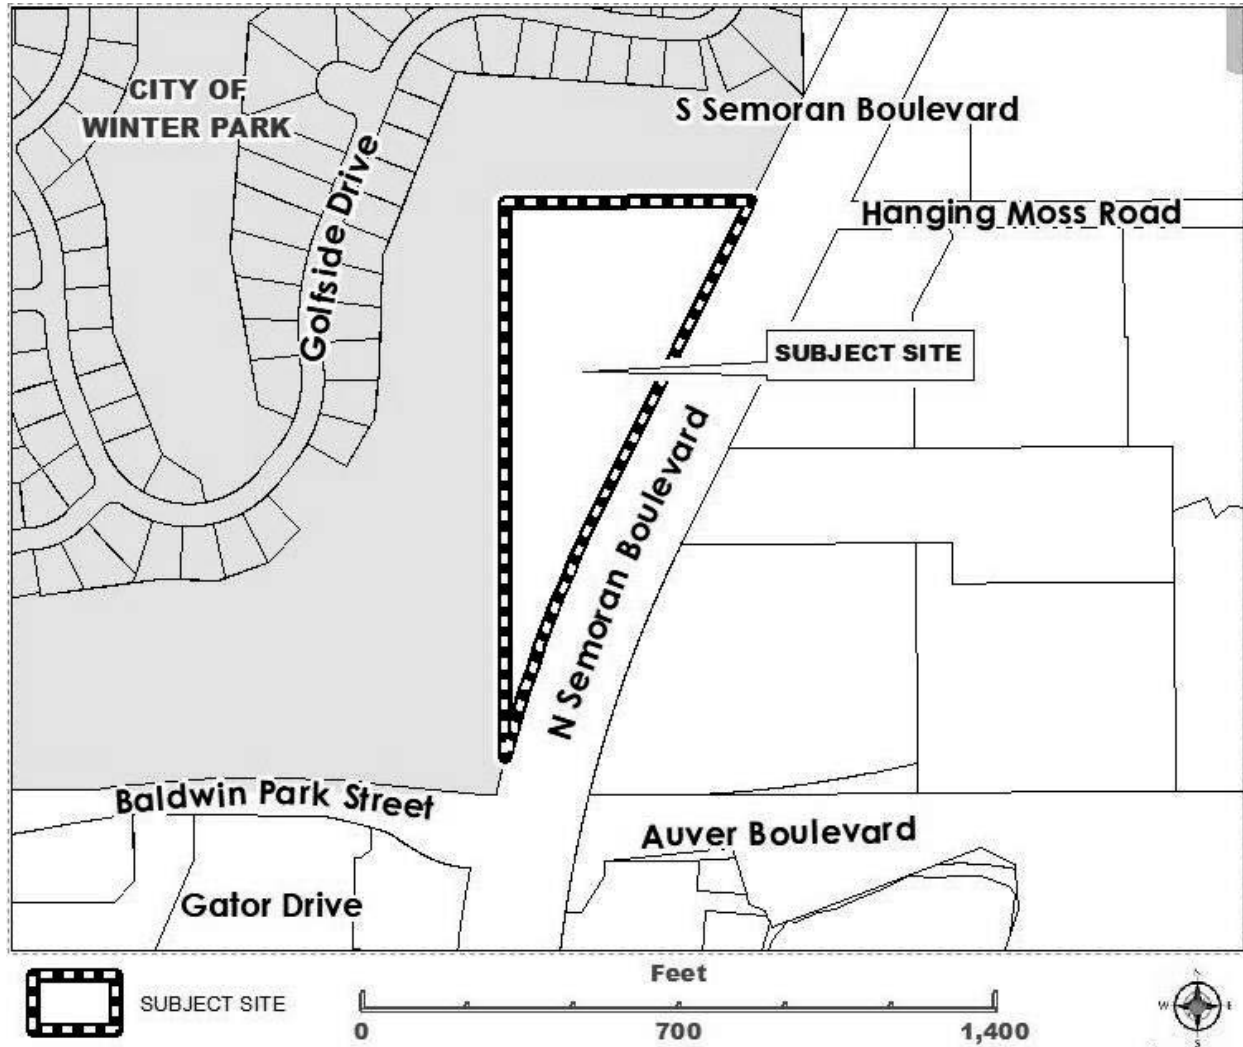 CITY OF
WINTER PARK
S Semoran Boulevard
Golfside Drive
Hanging Moss Road
SUBJECT SITE
N Semoran Boulevard
Baldwin Park Street
Auver Boulevard
Gator Drive
SUBJECT SITE
Feet
0 700 1,400
N
W E
S